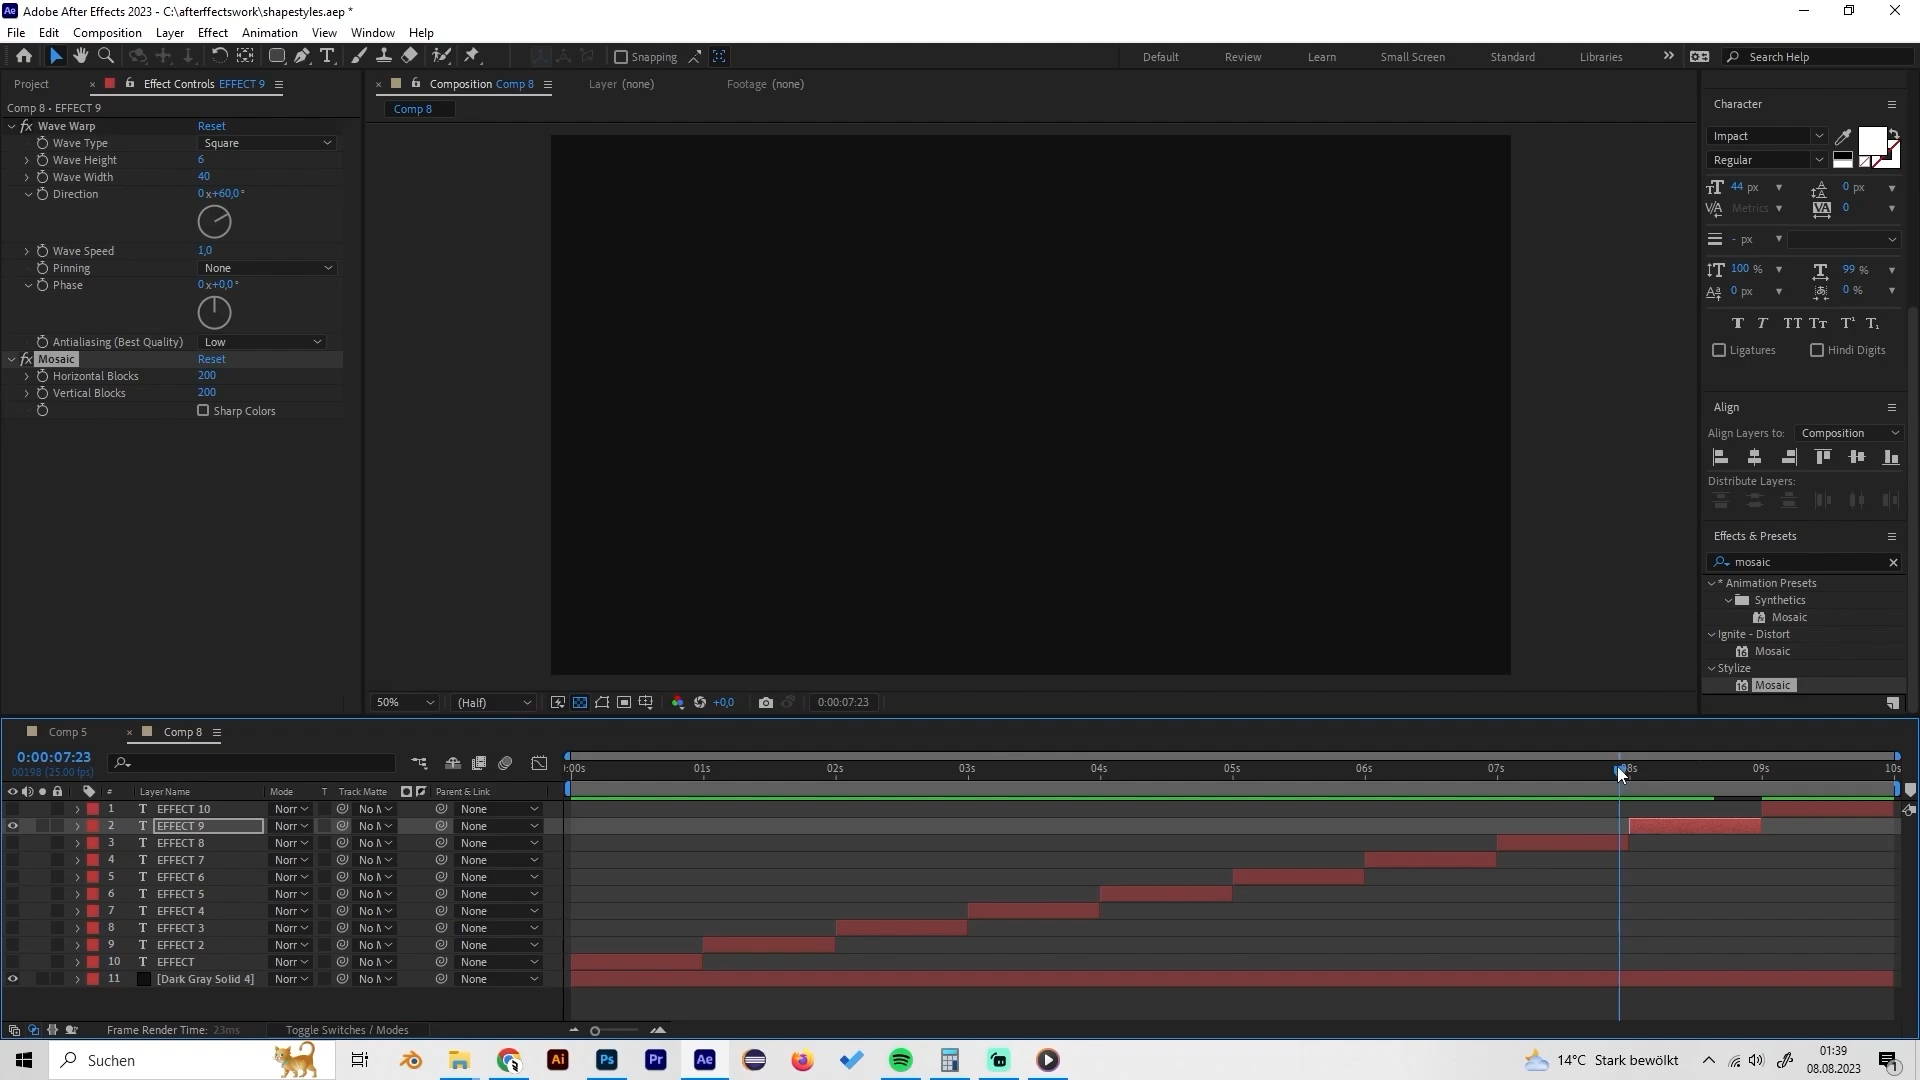 Adobe After Effects 2023 - C:\afterffectswork\shapestyles.aep *
File Edit Composition Layer Effect Animation View Window Help
Snapping Default Review Learn Small Screen Standard Libraries Search Help
Project Effect Controls EFFECT 9
Comp 8 • EFFECT 9
fx Wave Warp Reset
Wave Type Square
Wave Height 6
Wave Width 40
Direction 0x+60,0°
Wave Speed 1,0
Pinning None
Phase 0x+0,0°
Antialiasing (Best Quality) Low
fx Mosaic Reset
Horizontal Blocks 200
Vertical Blocks 200
Sharp Colors
Composition Comp 8 Layer (none) Footage (none)
Comp 8
50% (Half) +0,0 0:00:07:23
Character
Impact
Regular
44 px 0 px
Metrics 0
- px
100 % 99 %
0 px 0 %
Ligatures Hindi Digits
Align
Align Layers to: Composition
Distribute Layers:
Effects & Presets
mosaic
* Animation Presets
Synthetics
Mosaic
Ignite - Distort
Mosaic
Stylize
Mosaic
Comp 5 Comp 8
0:00:07:23
00198 (25.00 fps)
:00s 01s 02s 03s 04s 05s 06s 07s 08s 09s 10s
# Layer Name Mode T Track Matte Parent & Link
1 T EFFECT 10 Norr No None
2 T EFFECT 9 Norr No None
3 T EFFECT 8 Norr No None
4 T EFFECT 7 Norr No None
5 T EFFECT 6 Norr No None
6 T EFFECT 5 Norr No None
7 T EFFECT 4 Norr No None
8 T EFFECT 3 Norr No None
9 T EFFECT 2 Norr No None
10 T EFFECT Norr No None
11 [Dark Gray Solid 4] Norr No None
Frame Render Time: 23ms Toggle Switches / Modes
Suchen
Ai Ps Pr Ae
14°C Stark bewölkt
01:39
08.08.2023
1